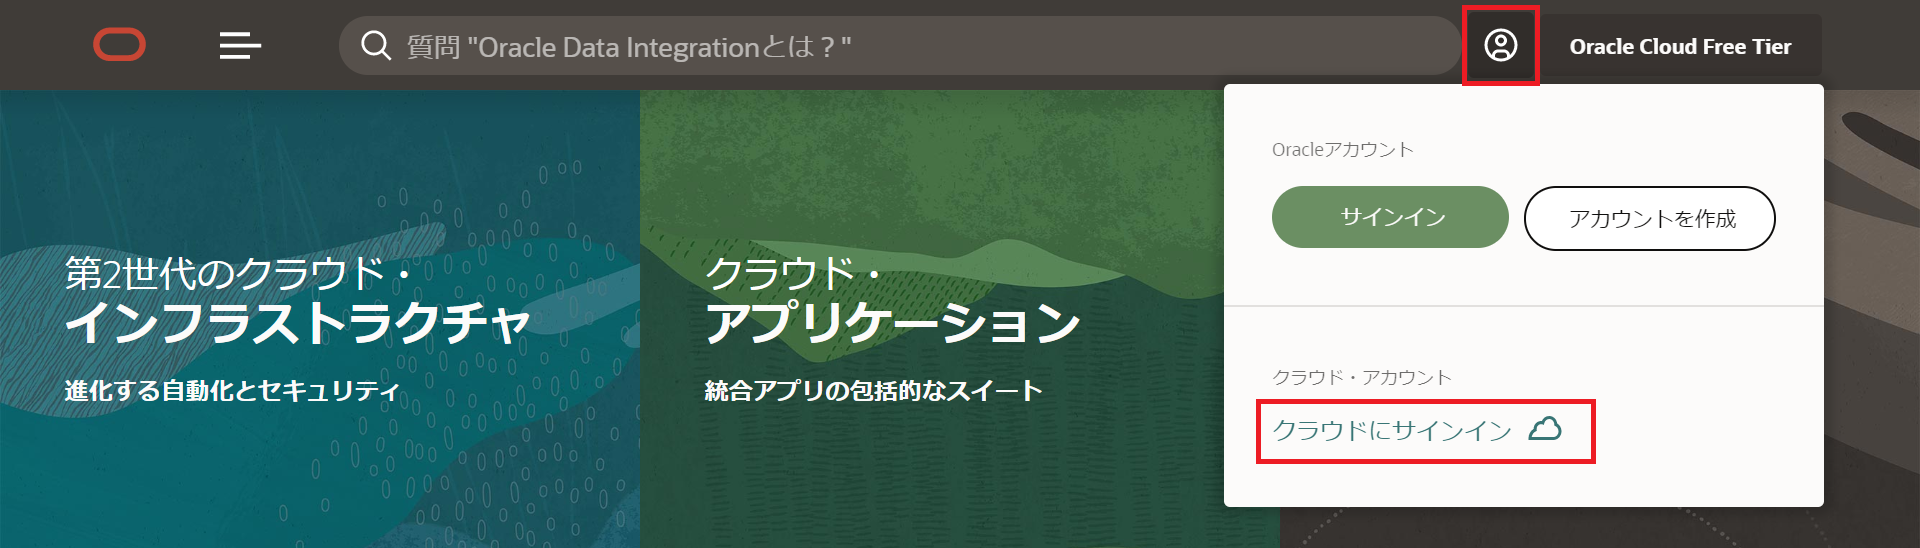 質問 "Oracle Data Integrationとは？"
Oracle Cloud Free Tier
第2世代のクラウド・
インフラストラクチャ
進化する自動化とセキュリティ
クラウド・
アプリケーション
統合アプリの包括的なスイート
Oracleアカウント
サインイン
アカウントを作成
クラウド・アカウント
クラウドにサインイン